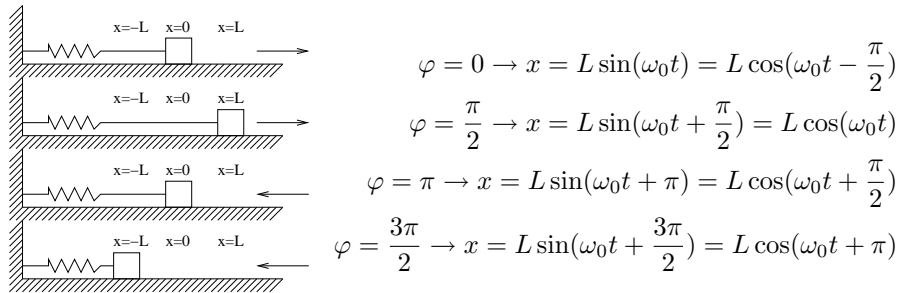 x=−L x=0 x=L
φ = 0 → x = L sin(ω₀t) = L cos(ω₀t − π/2)
x=−L x=0 x=L
φ = π/2 → x = L sin(ω₀t + π/2) = L cos(ω₀t)
x=−L x=0 x=L
φ = π → x = L sin(ω₀t + π) = L cos(ω₀t + π/2)
x=−L x=0 x=L
φ = 3π/2 → x = L sin(ω₀t + 3π/2) = L cos(ω₀t + π)